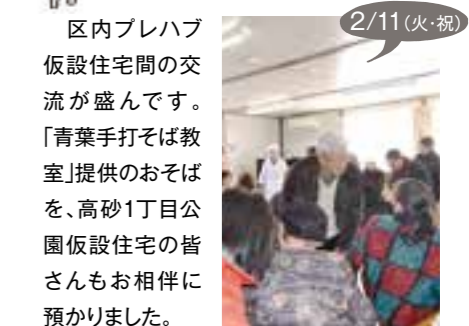 区内プレハブ
仮設住宅間の交
流が盛んです。
「青葉手打そば教
室」提供のおそば
を、高砂1丁目公
園仮設住宅の皆
さんもお相伴に
預かりました。
2/11(火・祝)